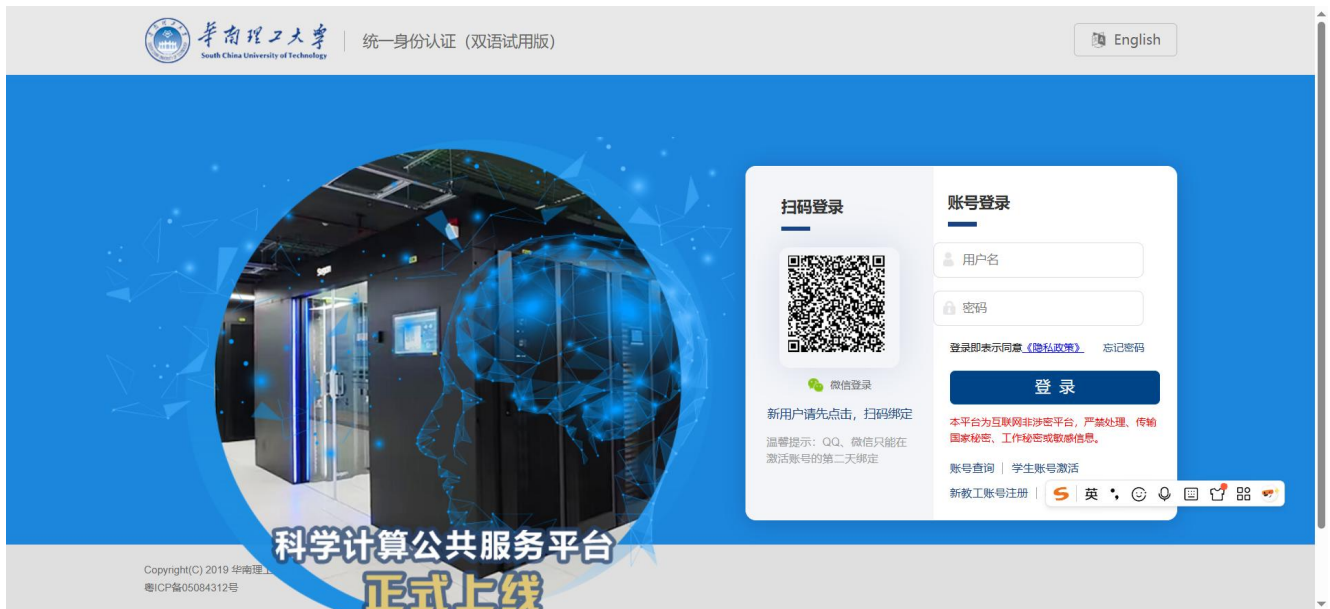 华南理工大学
South China University of Technology
统一身份认证（双语试用版）
English
扫码登录
微信登录
新用户请先点击，扫码绑定
温馨提示：QQ、微信只能在
激活账号的第二天绑定
账号登录
用户名
密码
登录即表示同意《隐私政策》 忘记密码
登 录
本平台为互联网非涉密平台，严禁处理、传输
国家秘密、工作秘密或敏感信息。
账号查询 | 学生账号激活
新教工账号注册 |
英
科学计算公共服务平台
正式上线
Copyright(C) 2019 华南理
粤ICP备05084312号